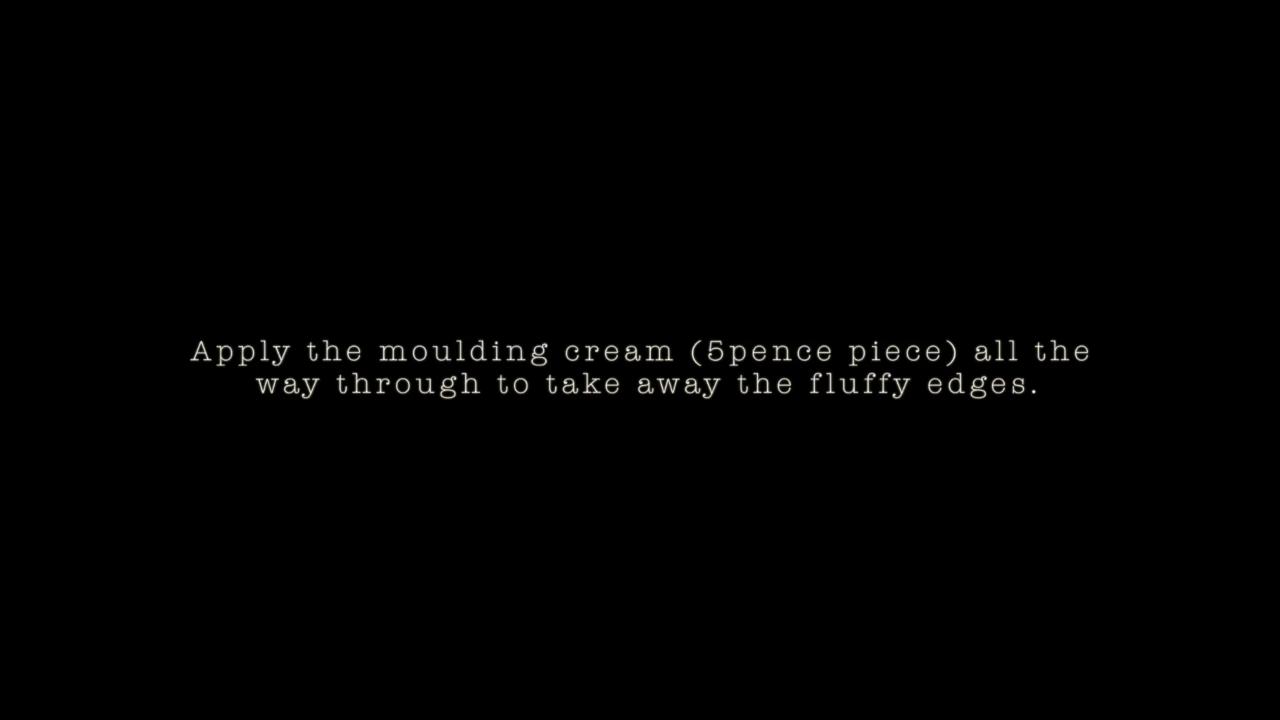 Apply the moulding cream (5pence piece) all the
way through to take away the fluffy edges.